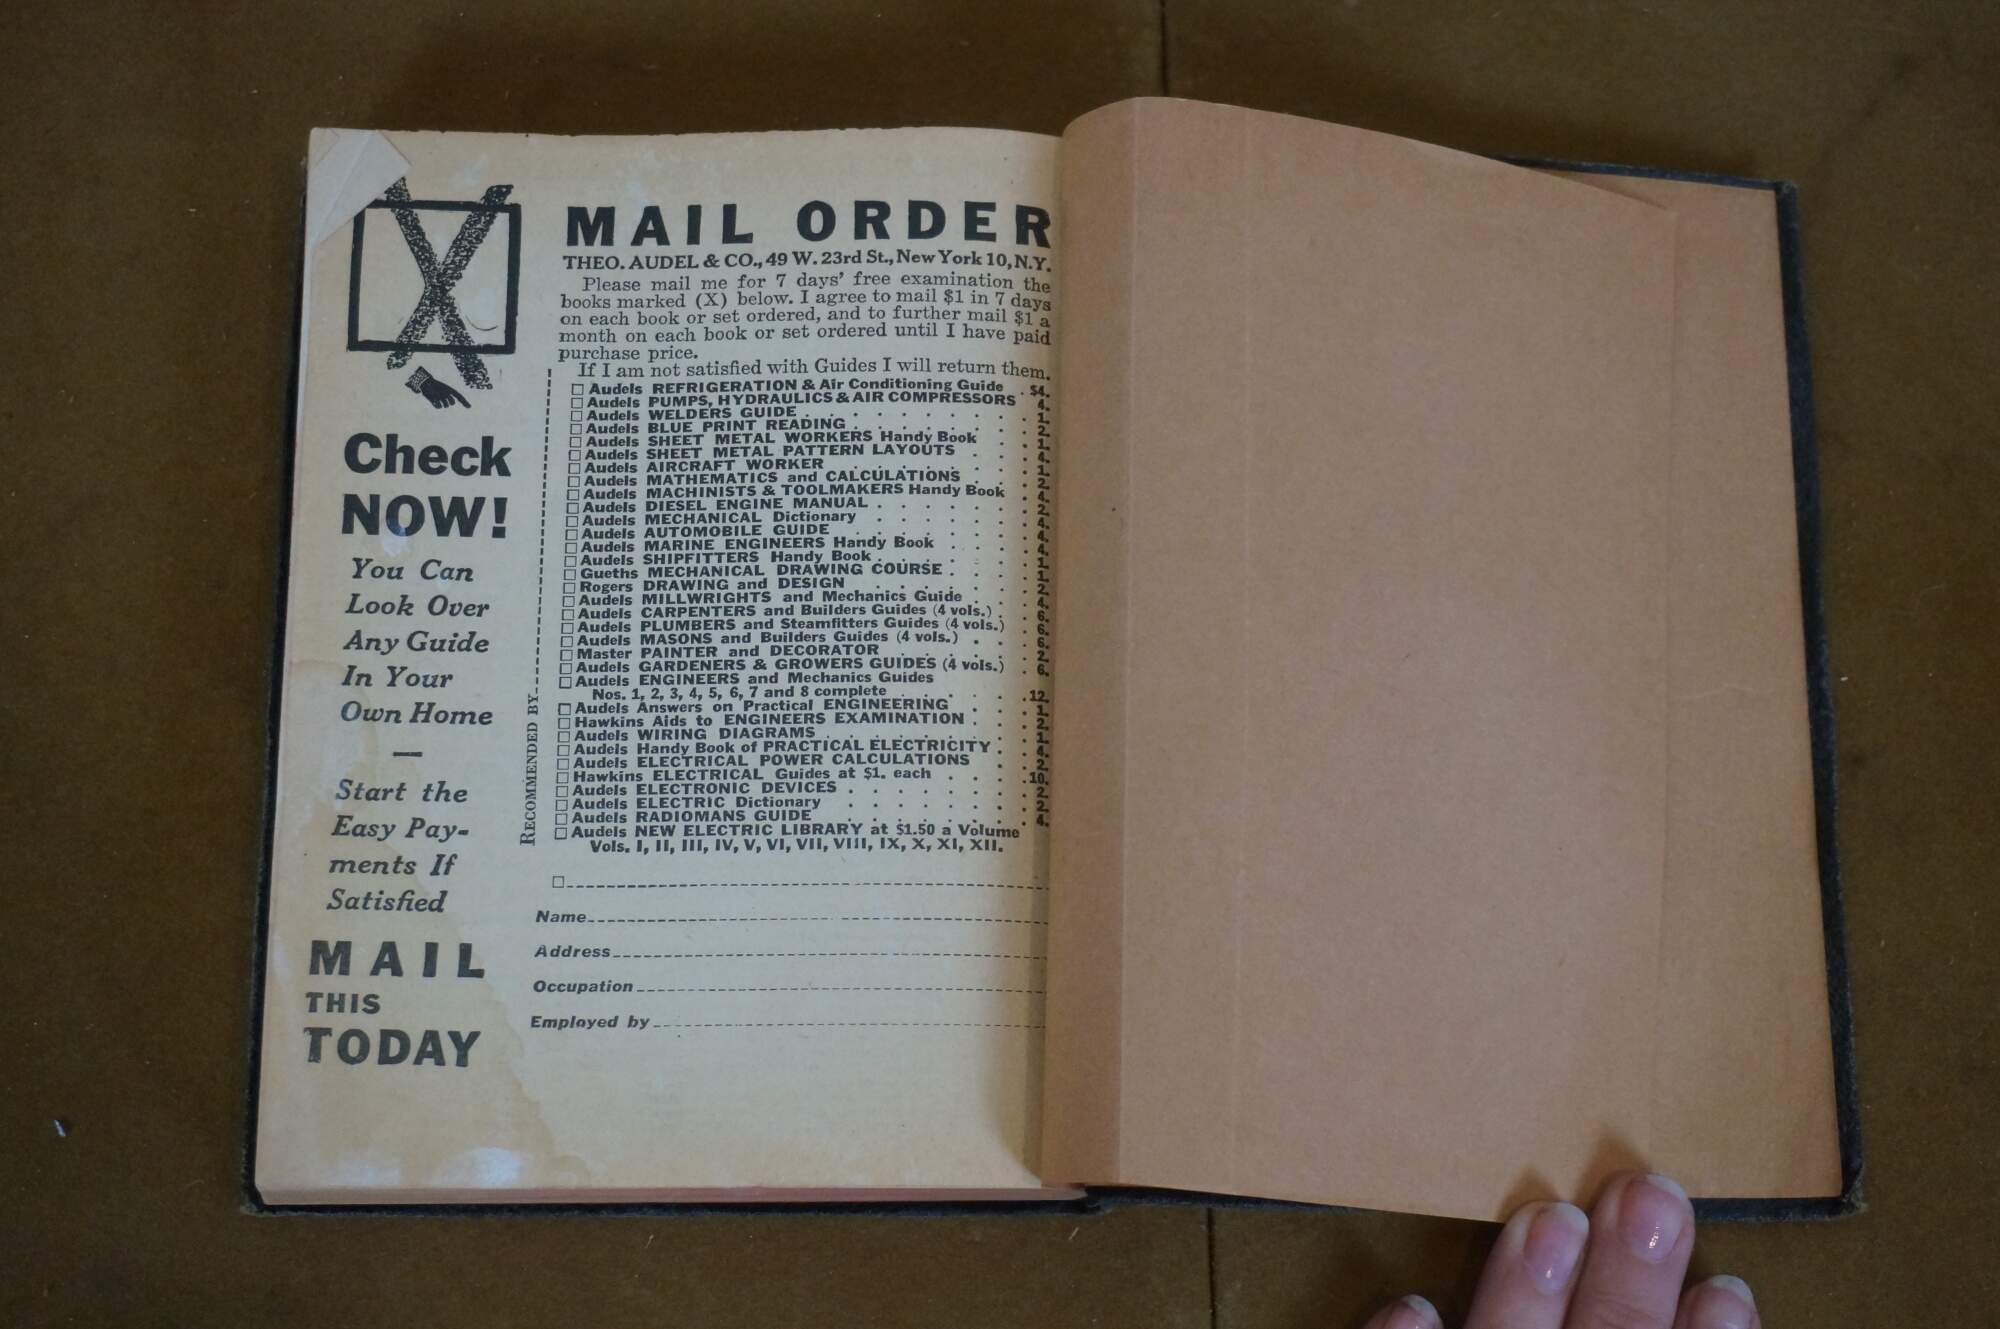 X
Check
NOW!
You Can
Look Over
Any Guide
In Your
Own Home
—
Start the
Easy Pay-
ments If
Satisfied
MAIL
THIS
TODAY
MAIL ORDER
THEO. AUDEL & CO., 49 W. 23rd St., New York 10, N.Y.
Please mail me for 7 days' free examination the
books marked (X) below. I agree to mail $1 in 7 days
on each book or set ordered, and to further mail $1 a
month on each book or set ordered until I have paid
purchase price.
If I am not satisfied with Guides I will return them.
RECOMMENDED BY
□ Audels REFRIGERATION & Air Conditioning Guide . $4.
□ Audels PUMPS, HYDRAULICS & AIR COMPRESSORS . 4.
□ Audels WELDERS GUIDE . . . . . . . . . . 1.
□ Audels BLUE PRINT READING . . . . . . . . 2.
□ Audels SHEET METAL WORKERS Handy Book . . 1.
□ Audels SHEET METAL PATTERN LAYOUTS . . . 4.
□ Audels AIRCRAFT WORKER . . . . . . . . 1.
□ Audels MATHEMATICS and CALCULATIONS . . . 2.
□ Audels MACHINISTS & TOOLMAKERS Handy Book . 4.
□ Audels DIESEL ENGINE MANUAL . . . . . . . 2.
□ Audels MECHANICAL Dictionary . . . . . . . 4.
□ Audels AUTOMOBILE GUIDE . . . . . . . . 4.
□ Audels MARINE ENGINEERS Handy Book . . . . 4.
□ Audels SHIPFITTERS Handy Book . . . . . . 1.
□ Gueths MECHANICAL DRAWING COURSE . . . . 1.
□ Rogers DRAWING and DESIGN . . . . . . . 2.
□ Audels MILLWRIGHTS and Mechanics Guide . . . 4.
□ Audels CARPENTERS and Builders Guides (4 vols.) . . 6.
□ Audels PLUMBERS and Steamfitters Guides (4 vols.) . 6.
□ Audels MASONS and Builders Guides (4 vols.) . . . 6.
□ Master PAINTER and DECORATOR . . . . . . 2.
□ Audels GARDENERS & GROWERS GUIDES (4 vols.) . 6.
□ Audels ENGINEERS and Mechanics Guides
Nos. 1, 2, 3, 4, 5, 6, 7 and 8 complete . . . . . 12.
□ Audels Answers on Practical ENGINEERING . . . 1.
□ Hawkins Aids to ENGINEERS EXAMINATION . . . 2.
□ Audels WIRING DIAGRAMS . . . . . . . . 1.
□ Audels Handy Book of PRACTICAL ELECTRICITY . . 4.
□ Audels ELECTRICAL POWER CALCULATIONS . . 2.
□ Hawkins ELECTRICAL Guides at $1. each . . . . 10.
□ Audels ELECTRONIC DEVICES . . . . . . . . 2.
□ Audels ELECTRIC Dictionary . . . . . . . . 2.
□ Audels RADIOMANS GUIDE . . . . . . . . 4.
□ Audels NEW ELECTRIC LIBRARY at $1.50 a Volume
Vols. I, II, III, IV, V, VI, VII, VIII, IX, X, XI, XII.
□
Name
Address
Occupation
Employed by